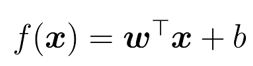 f(𝒙) = 𝒘⊤𝒙 + b